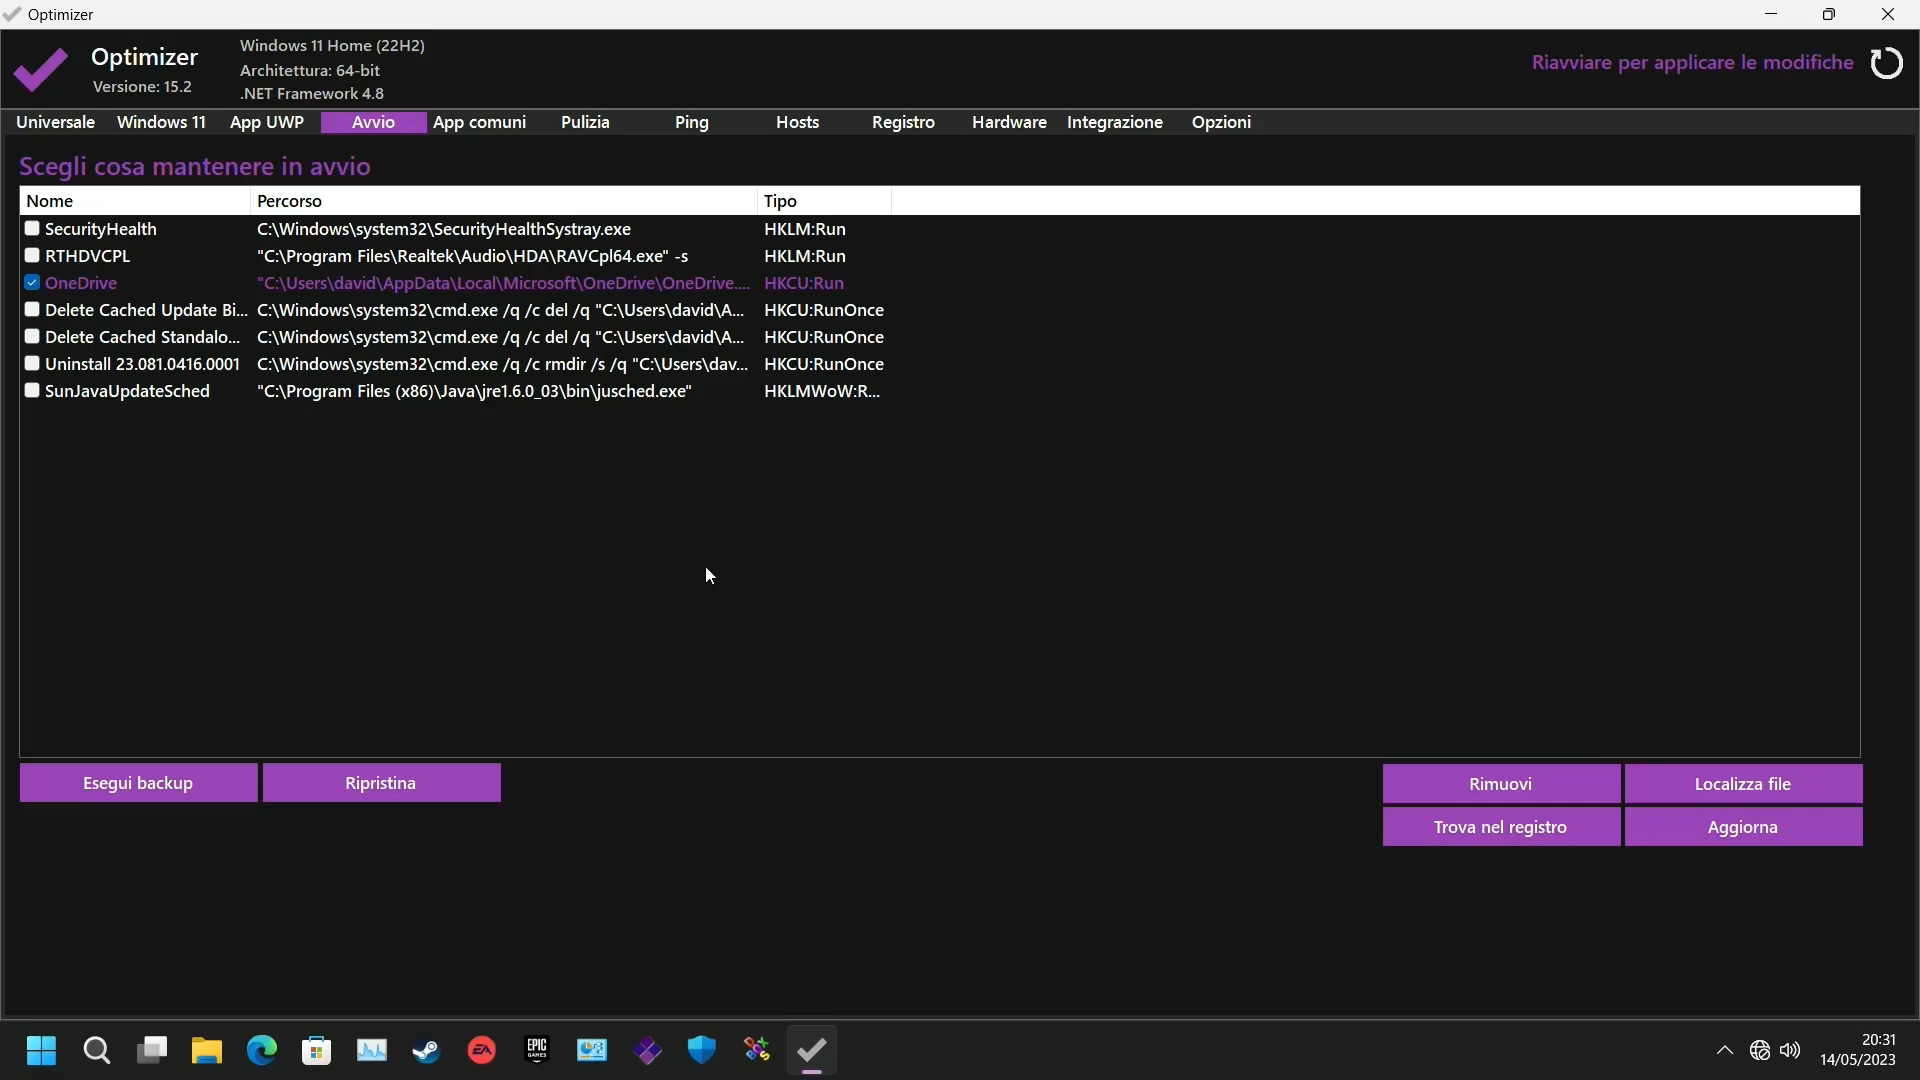 Optimizer
Optimizer
Versione: 15.2
Windows 11 Home (22H2)
Architettura: 64-bit
.NET Framework 4.8
Riavviare per applicare le modifiche
Universale Windows 11 App UWP Avvio App comuni Pulizia Ping Hosts Registro Hardware Integrazione Opzioni
Scegli cosa mantenere in avvio
Nome Percorso Tipo
SecurityHealth C:\Windows\system32\SecurityHealthSystray.exe HKLM:Run
RTHDVCPL "C:\Program Files\Realtek\Audio\HDA\RAVCpl64.exe" -s HKLM:Run
OneDrive "C:\Users\david\AppData\Local\Microsoft\OneDrive\OneDrive.... HKCU:Run
Delete Cached Update Bi... C:\Windows\system32\cmd.exe /q /c del /q "C:\Users\david\A... HKCU:RunOnce
Delete Cached Standalo... C:\Windows\system32\cmd.exe /q /c del /q "C:\Users\david\A... HKCU:RunOnce
Uninstall 23.081.0416.0001 C:\Windows\system32\cmd.exe /q /c rmdir /s /q "C:\Users\dav... HKCU:RunOnce
SunJavaUpdateSched "C:\Program Files (x86)\Java\jre1.6.0_03\bin\jusched.exe" HKLMWoW:R...
Esegui backup Ripristina Rimuovi Localizza file
Trova nel registro Aggiorna
EA
EPIC
GAMES
20:31
14/05/2023